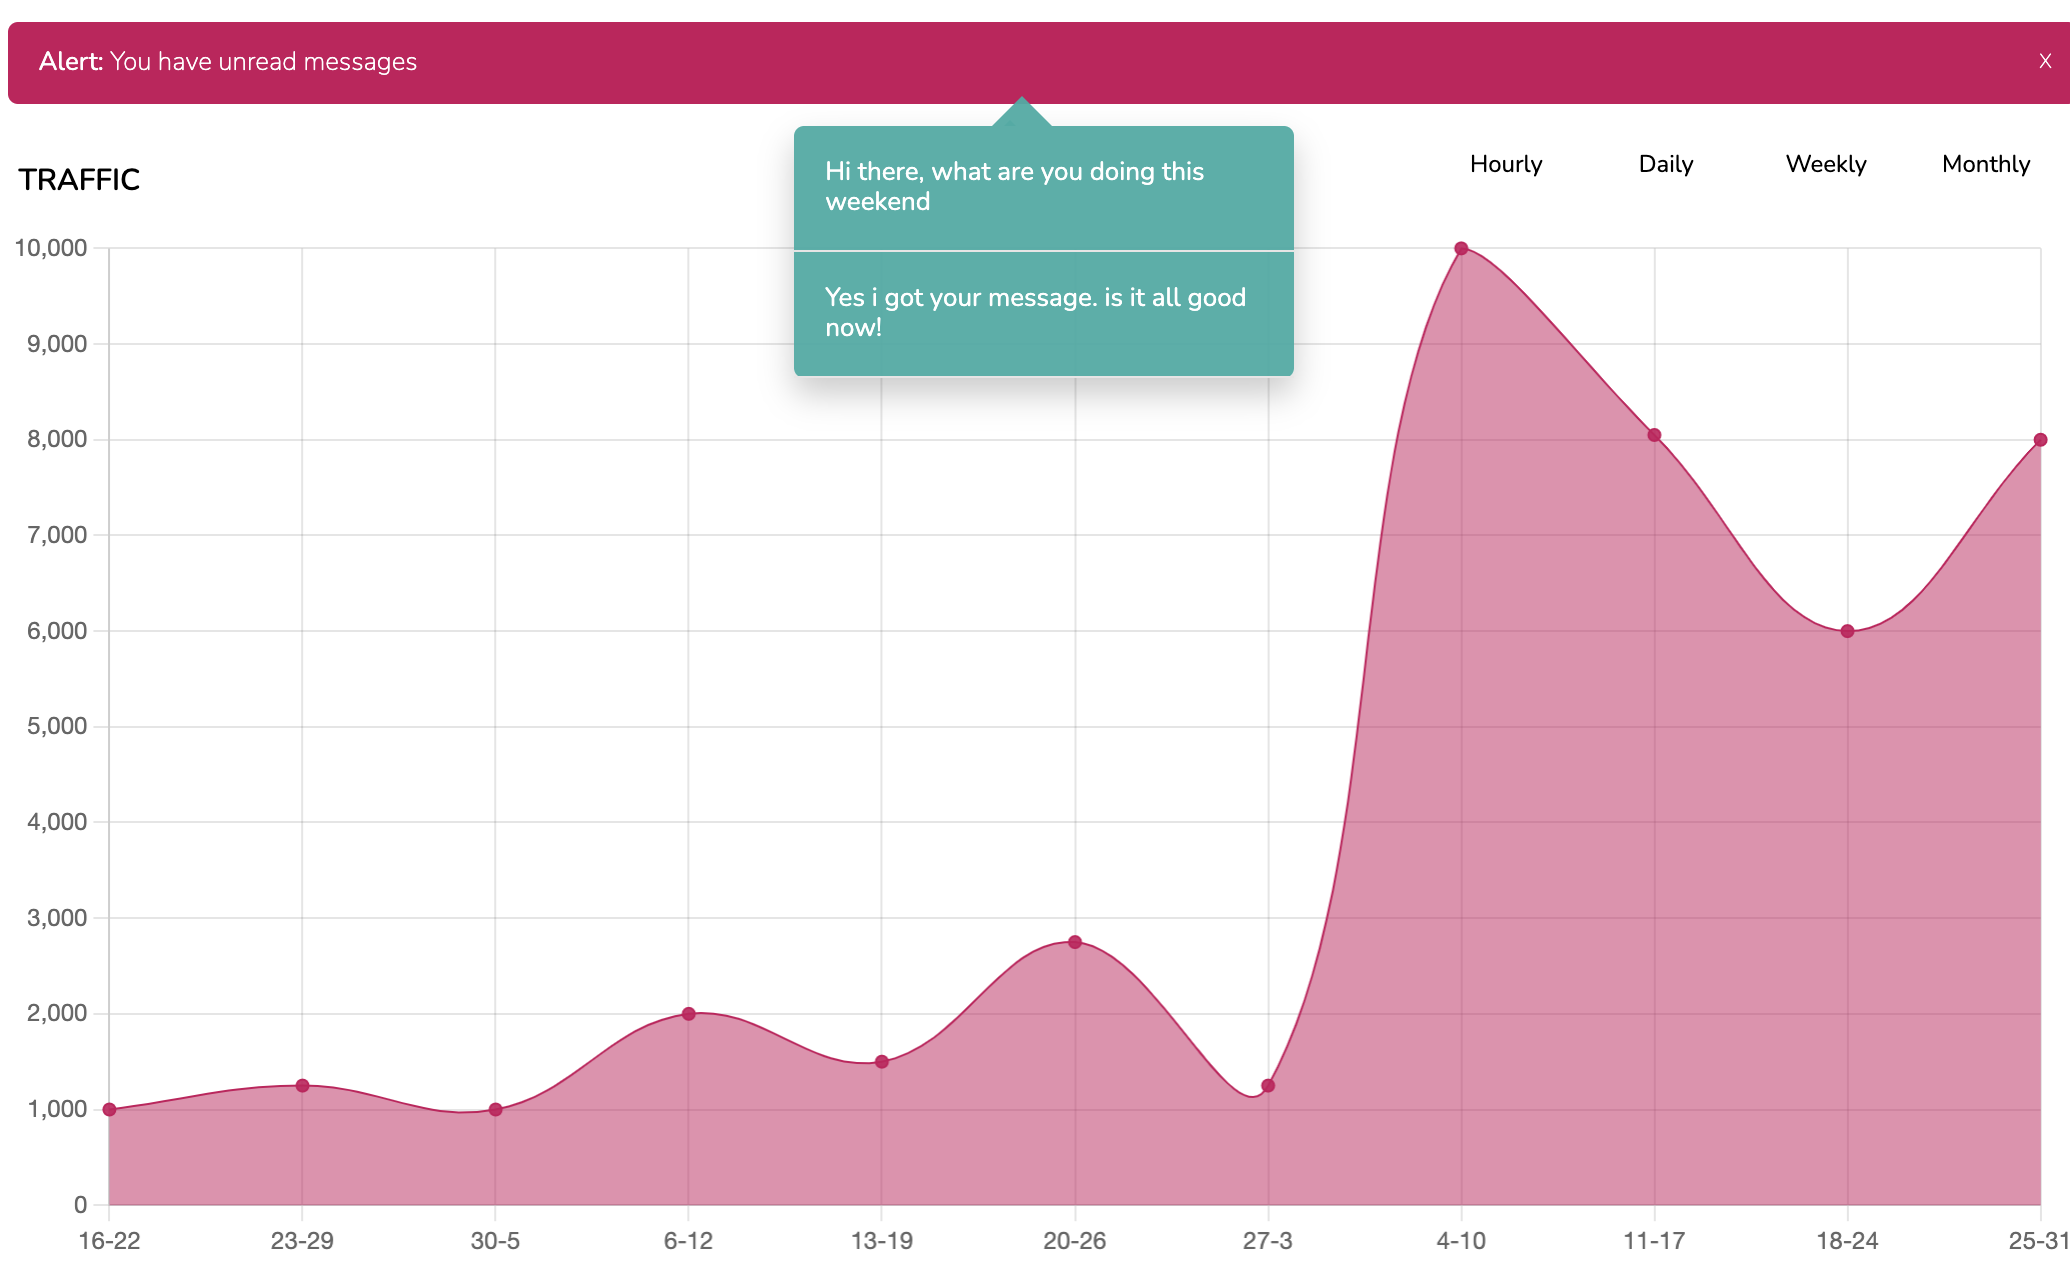 Alert: You have unread messages
X
Hi there, what are you doing this
weekend
Yes i got your message. is it all good
now!
TRAFFIC
Hourly Daily Weekly Monthly
10,000
9,000
8,000
7,000
6,000
5,000
4,000
3,000
2,000
1,000
0
16-22 23-29 30-5 6-12 13-19 20-26 27-3 4-10 11-17 18-24 25-31